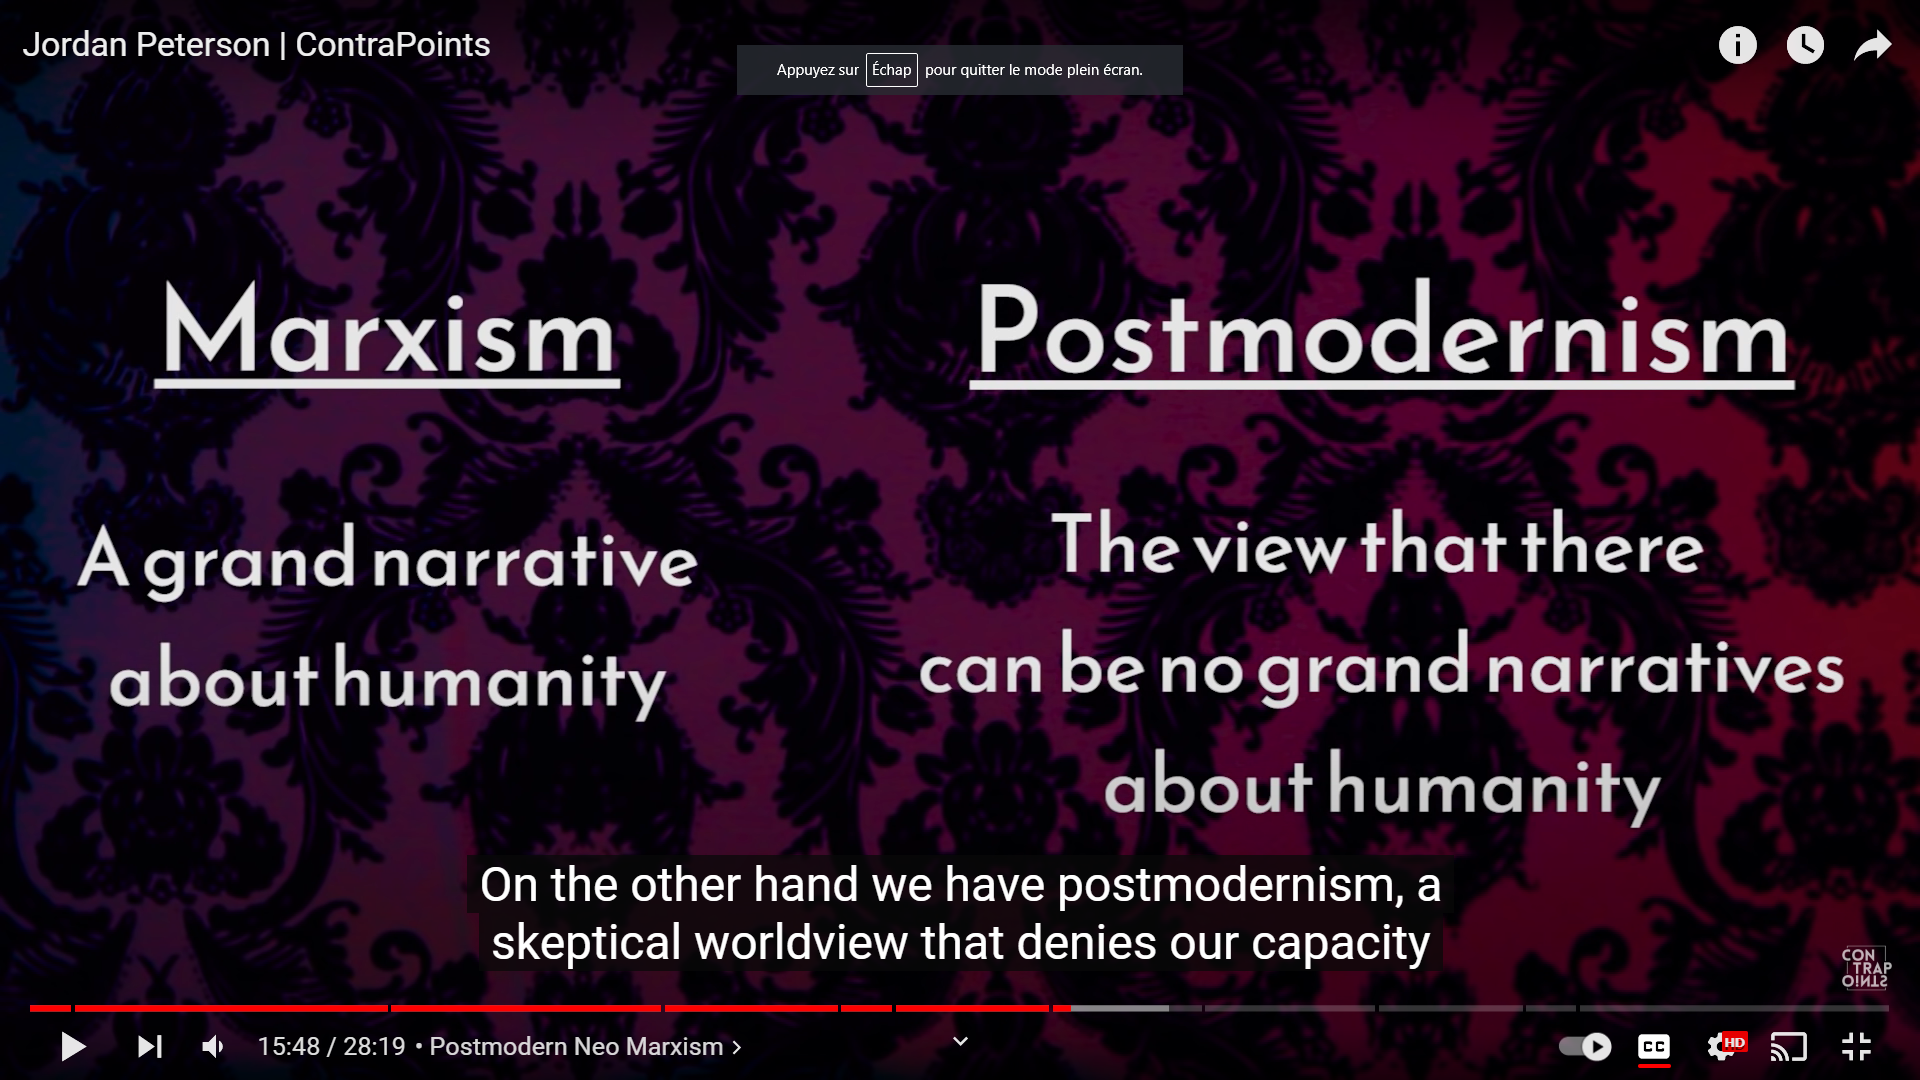 Jordan Peterson | ContraPoints
Appuyez sur Échap pour quitter le mode plein écran.
Marxism
Postmodernism
A grand narrative
about humanity
The view that there
can be no grand narratives
about humanity
On the other hand we have postmodernism, a
skeptical worldview that denies our capacity
CON
TRAP
OINTS
15:48 / 28:19 • Postmodern Neo Marxism
CC
HD